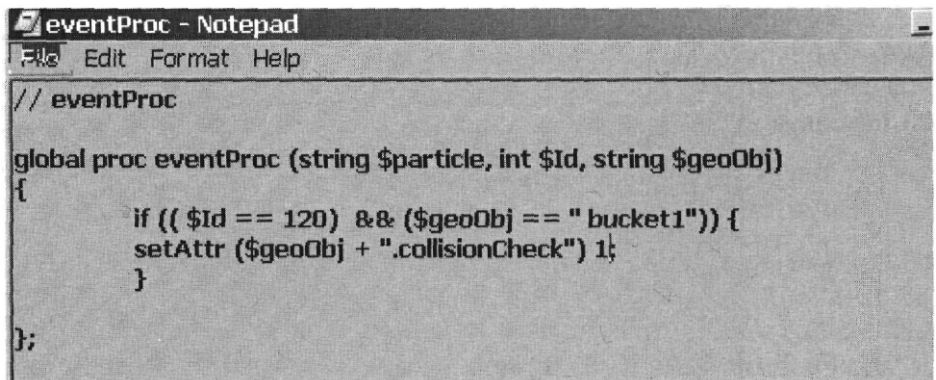 eventProc - Notepad
File Edit Format Help
// eventProc
global proc eventProc (string $particle, int $Id, string $geoObj)
{
if (( $Id == 120) && ($geoObj == " bucket1")) {
setAttr ($geoObj + ".collisionCheck") 1;
}
};